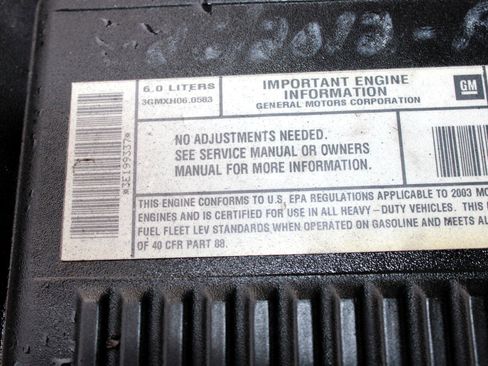 2012
6.0 LITERS
3GMXH06.0583
IMPORTANT ENGINE
INFORMATION
GENERAL MOTORS CORPORATION
GM
*3EI99337*
NO ADJUSTMENTS NEEDED.
SEE SERVICE MANUAL OR OWNERS
MANUAL FOR MORE INFORMATION.
THIS ENGINE CONFORMS TO U.S. EPA REGULATIONS APPLICABLE TO 2003 MO
ENGINES AND IS CERTIFIED FOR USE IN ALL HEAVY-DUTY VEHICLES. THIS
FUEL FLEET LEV STANDARDS WHEN OPERATED ON GASOLINE AND MEETS AL
OF 40 CFR PART 88.